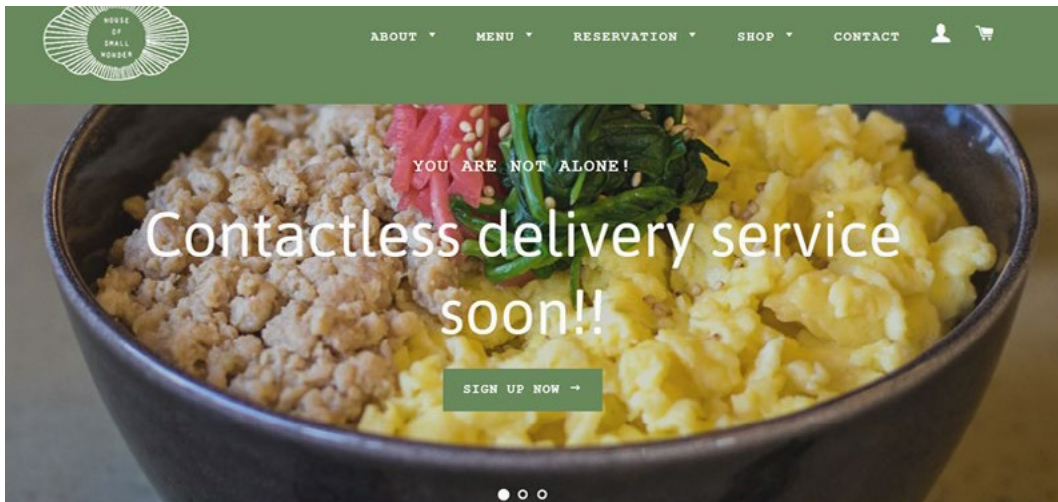 HOUSE
OF
SMALL
WONDER
ABOUT
MENU
RESERVATION
SHOP
CONTACT
YOU ARE NOT ALONE!
Contactless delivery service
soon!!
SIGN UP NOW →